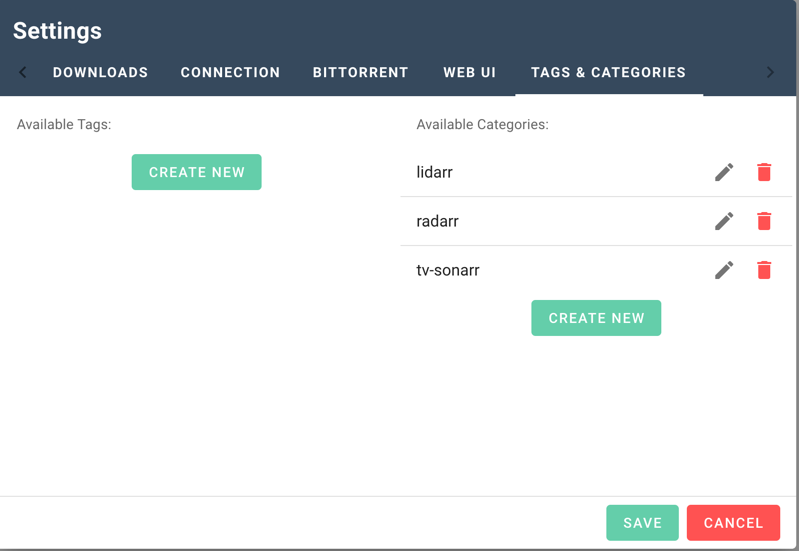 Settings
DOWNLOADS CONNECTION BITTORRENT WEB UI TAGS & CATEGORIES
Available Tags:
CREATE NEW
Available Categories:
lidarr
radarr
tv-sonarr
CREATE NEW
SAVE CANCEL